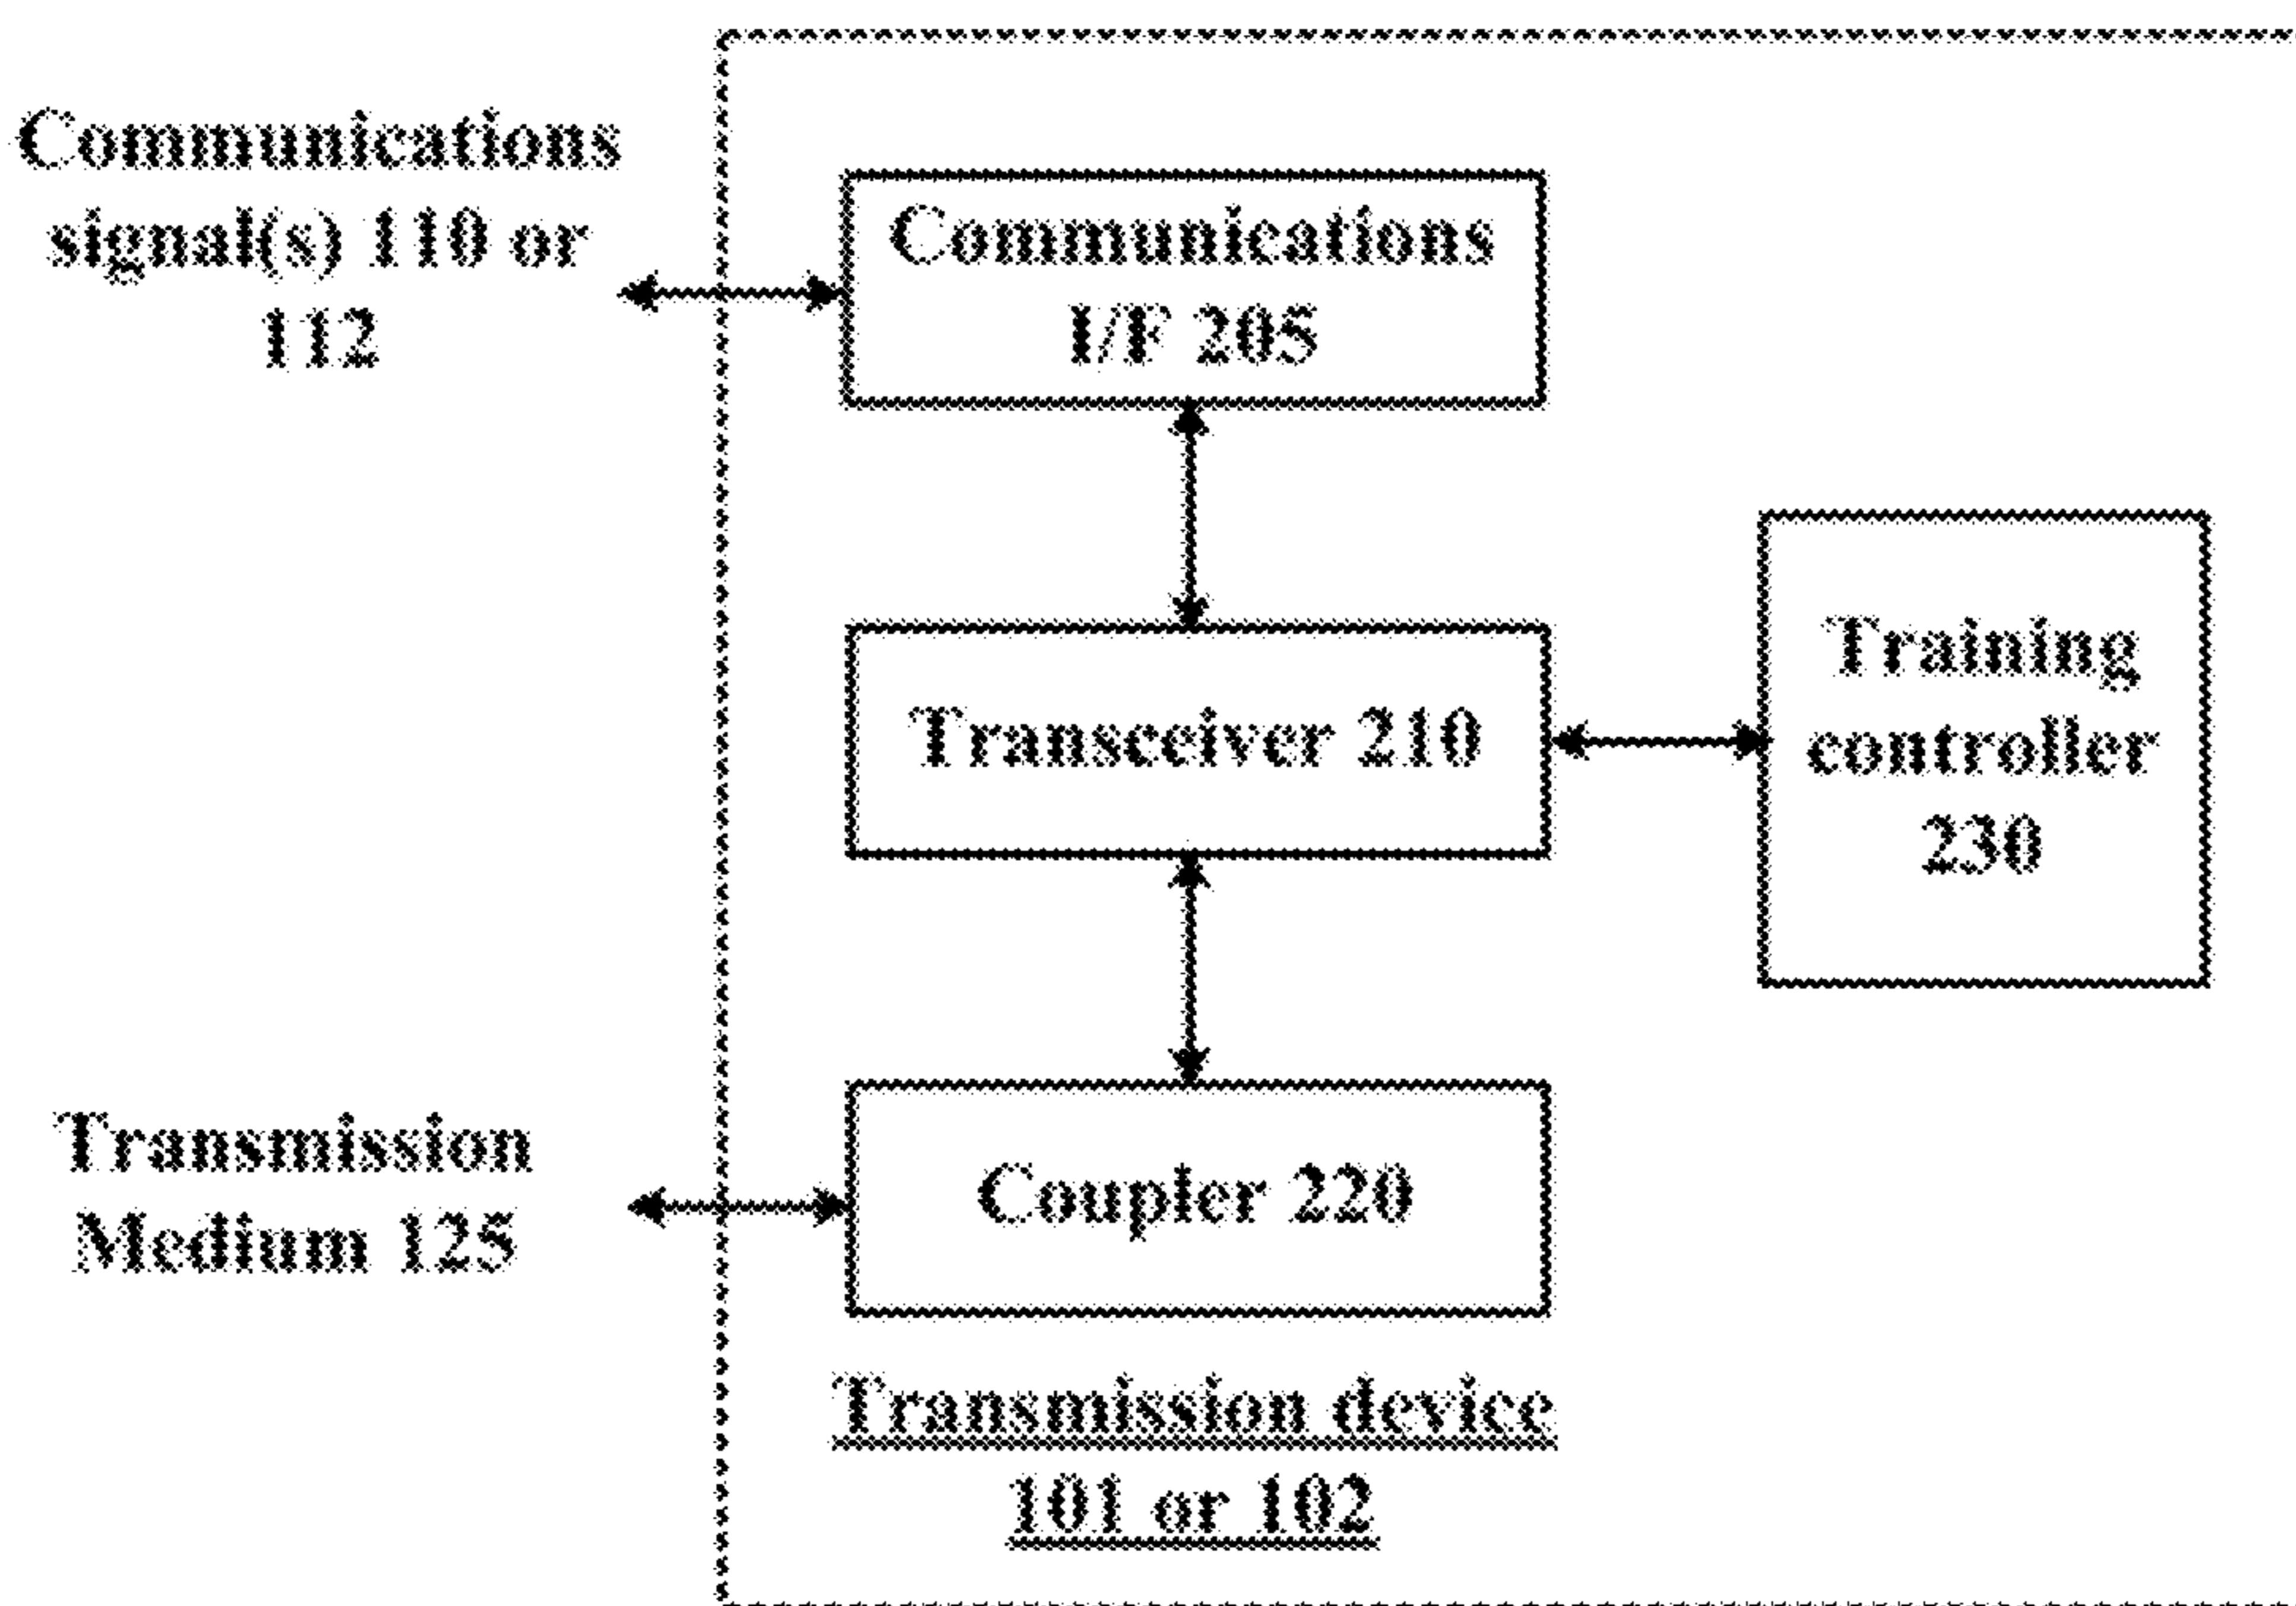 Communications
signal(s) 110 or
112
Communications
I/F 205
Transceiver 210
Training
controller
230
Transmission
Medium 125
Coupler 220
Transmission device
101 or 102